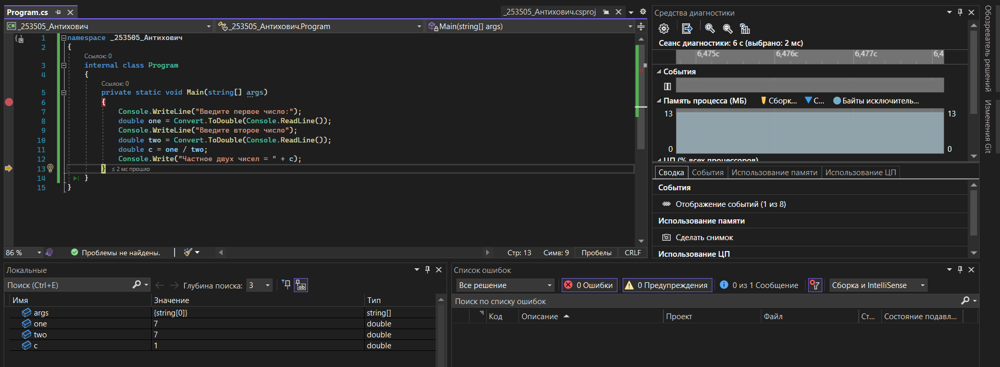 Program.cs
_253505_Антихович.csproj
_253505_Антихович
_253505_Антихович.Program
Main(string[] args)
1 namespace _253505_Антихович
2 {
Ссылок: 0
3 internal class Program
4 {
Ссылок: 0
5 private static void Main(string[] args)
6 {
7 Console.WriteLine("Введите первое число:");
8 double one = Convert.ToDouble(Console.ReadLine());
9 Console.WriteLine("Введите второе число");
10 double two = Convert.ToDouble(Console.ReadLine());
11 double c = one / two;
12 Console.Write("Частное двух чисел = " + c);
13 } ≤ 2 мс прошло
14 }
15 }
86 %
Проблемы не найдены.
Стр: 13 Симв: 9 Пробелы CRLF
Средства диагностики
Сеанс диагностики: 6 с (выбрано: 2 мс)
6,475с 6,476с 6,477с 6,4
События
Память процесса (МБ) Сборк... С... Байты исключитель...
13 13
0 0
ЦП (% всех процессоров)
Сводка События Использование памяти Использование ЦП
События
Отображение событий (1 из 8)
Использование памяти
Сделать снимок
Использование ЦП
Обозреватель решений
Изменения Git
Локальные
Поиск (Ctrl+E) Глубина поиска: 3
Имя Значение Тип
args {string[0]} string[]
one 7 double
two 7 double
c 1 double
Список ошибок
Все решение 0 Ошибки 0 Предупреждения 0 из 1 Сообщение Сборка и IntelliSense
Поиск по списку ошибок
Код Описание Проект Файл Ст... Состояние подавл...